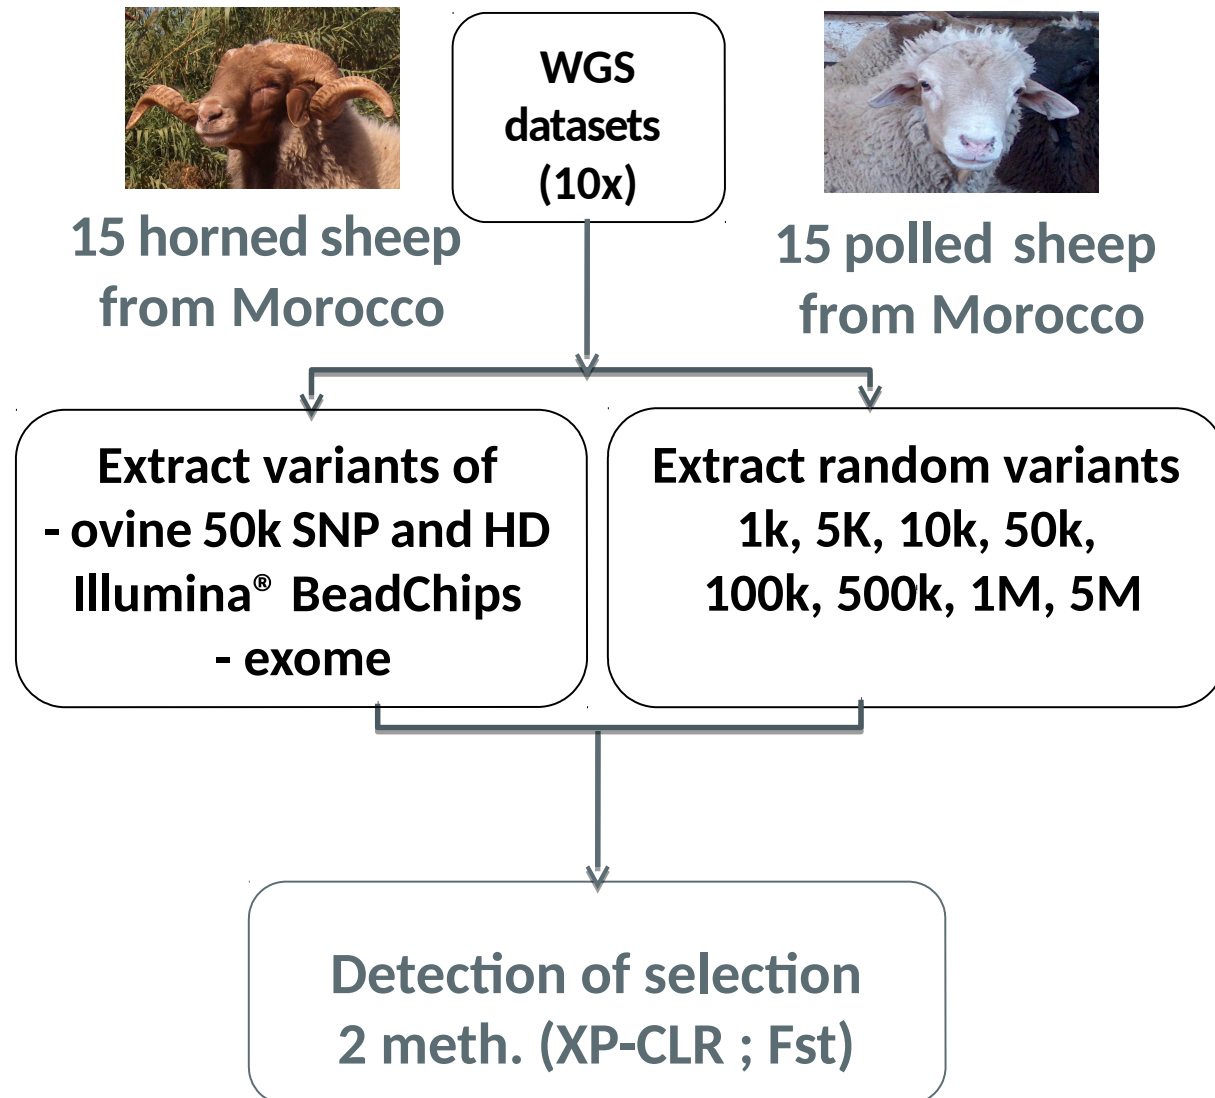 WGS
datasets
(10x)
15 horned sheep
from Morocco
15 polled sheep
from Morocco
Extract variants of
- ovine 50k SNP and HD
Illumina® BeadChips
- exome
Extract random variants
1k, 5K, 10k, 50k,
100k, 500k, 1M, 5M
Detection of selection
2 meth. (XP-CLR ; Fst)